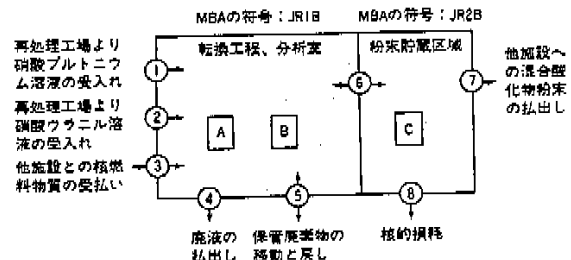 MBAの符号:JR1B
MBAの符号:JR2B
再処理工場より
硝酸プルトニウ
ム溶液の受入れ
転換工程、分析室
粉末貯蔵区域
他施設へ
の混合酸
化物粉末
の払出し
①
⑥
⑦
再処理工場より
硝酸ウラニル溶
液の受入れ
②
A
B
C
他施設との核燃
料物質の受払い
③
④
⑤
⑧
廃液の
払出し
保管廃棄物の
移動と戻し
核的損耗